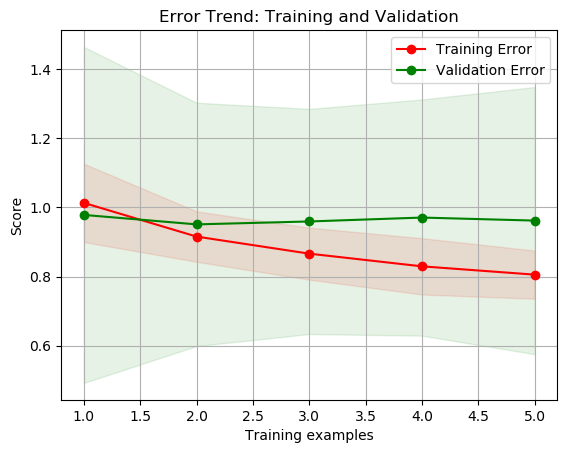 Error Trend: Training and Validation
Training Error
Validation Error
Score
1.4
1.2
1.0
0.8
0.6
1.0 1.5 2.0 2.5 3.0 3.5 4.0 4.5 5.0
Training examples